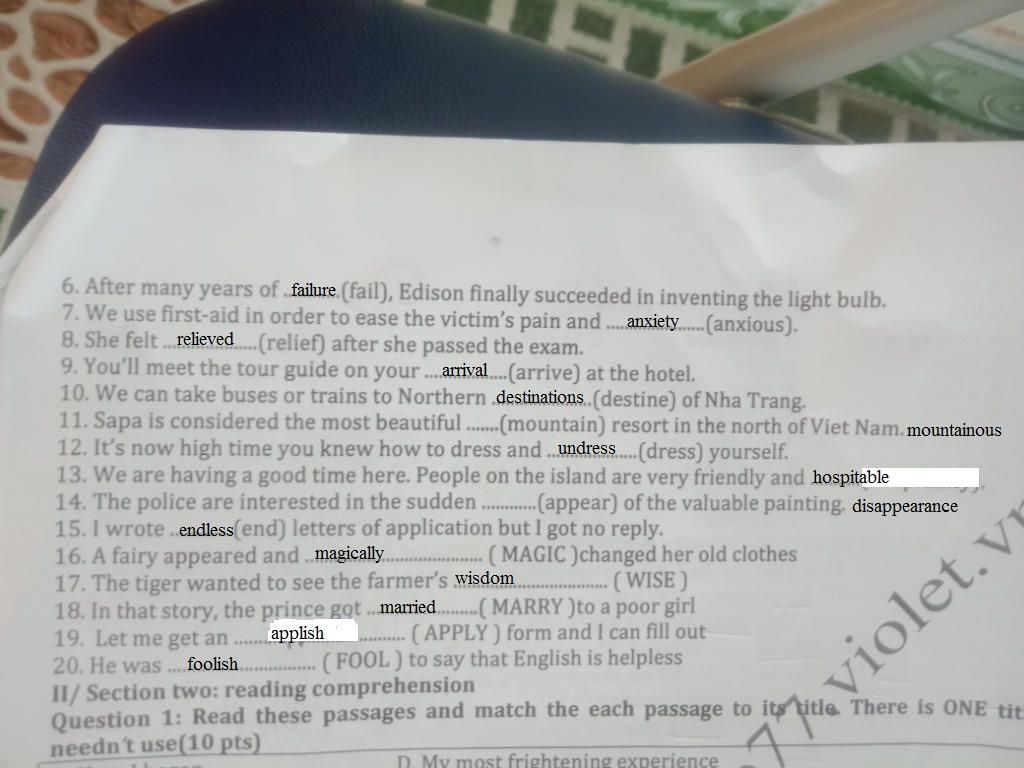 6. After many years of ..failure.(fail), Edison finally succeeded in inventing the light bulb.
7. We use first-aid in order to ease the victim's pain and .....anxiety.....(anxious).
8. She felt ...relieved....(relief) after she passed the exam.
9. You'll meet the tour guide on your ....arrival....(arrive) at the hotel.
10. We can take buses or trains to Northern .destinations..(destine) of Nha Trang.
11. Sapa is considered the most beautiful .......(mountain) resort in the north of Viet Nam. mountainous
12. It's now high time you knew how to dress and ..undress....(dress) yourself.
13. We are having a good time here. People on the island are very friendly and hospitable
14. The police are interested in the sudden ............(appear) of the valuable painting. disappearance
15. I wrote ..endless(end) letters of application but I got no reply.
16. A fairy appeared and ..magically.................... ( MAGIC )changed her old clothes
17. The tiger wanted to see the farmer's wisdom.................... ( WISE )
18. In that story, the prince got ...married.........( MARRY )to a poor girl
19. Let me get an ........applish........... ( APPLY ) form and I can fill out
20. He was ....foolish................ ( FOOL ) to say that English is helpless
II/ Section two: reading comprehension
Question 1: Read these passages and match the each passage to its title. There is ONE tit
needn't use(10 pts)
D. My most frightening experience
77.violet.vn